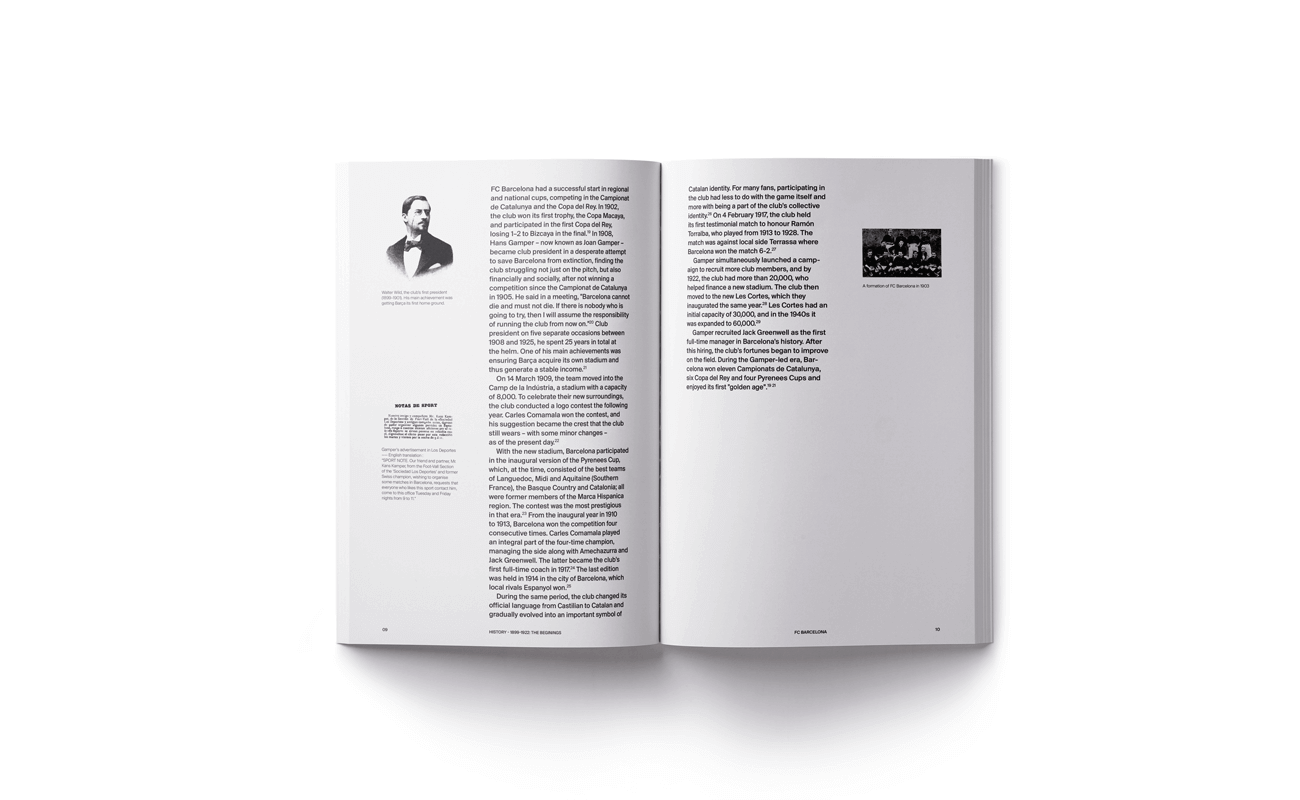 Walter Wild, the club's first president
(1899–1901). His main achievement was
getting Barça its first home ground.
NOTAS DE SPORT
Gamper's advertisement in Los Deportes
English translation:
"SPORT NOTE: Our friend and partner, Mr.
Kans Kamper, from the Foot-Vall Section
of the 'Sociedad Los Deportes' and former
Swiss champion, wishing to organise
some matches in Barcelona, requests that
everyone who likes this sport contact him,
come to this office Tuesday and Friday
nights from 9 to 11."
FC Barcelona had a successful start in regional
and national cups, competing in the Campionat
de Catalunya and the Copa del Rey. In 1902,
the club won its first trophy, the Copa Macaya,
and participated in the first Copa del Rey,
losing 1–2 to Bizcaya in the final.¹⁹ In 1908,
Hans Gamper – now known as Joan Gamper –
became club president in a desperate attempt
to save Barcelona from extinction, finding the
club struggling not just on the pitch, but also
financially and socially, after not winning a
competition since the Campionat de Catalunya
in 1905. He said in a meeting, "Barcelona cannot
die and must not die. If there is nobody who is
going to try, then I will assume the responsibility
of running the club from now on."²⁰ Club
president on five separate occasions between
1908 and 1925, he spent 25 years in total at
the helm. One of his main achievements was
ensuring Barça acquire its own stadium and
thus generate a stable income.²¹
On 14 March 1909, the team moved into the
Camp de la Indústria, a stadium with a capacity
of 8,000. To celebrate their new surroundings,
the club conducted a logo contest the following
year. Carles Comamala won the contest, and
his suggestion became the crest that the club
still wears – with some minor changes –
as of the present day.²²
With the new stadium, Barcelona participated
in the inaugural version of the Pyrenees Cup,
which, at the time, consisted of the best teams
of Languedoc, Midi and Aquitaine (Southern
France), the Basque Country and Catalonia; all
were former members of the Marca Hispanica
region. The contest was the most prestigious
in that era.²³ From the inaugural year in 1910
to 1913, Barcelona won the competition four
consecutive times. Carles Comamala played
an integral part of the four-time champion,
managing the side along with Amechazurra and
Jack Greenwell. The latter became the club's
first full-time coach in 1917.²⁴ The last edition
was held in 1914 in the city of Barcelona, which
local rivals Espanyol won.²⁵
During the same period, the club changed its
official language from Castilian to Catalan and
gradually evolved into an important symbol of
09
HISTORY - 1899-1922: THE BEGINNINGS
Catalan identity. For many fans, participating in
the club had less to do with the game itself and
more with being a part of the club's collective
identity.²⁶ On 4 February 1917, the club held
its first testimonial match to honour Ramón
Torralba, who played from 1913 to 1928. The
match was against local side Terrassa where
Barcelona won the match 6–2.²⁷
Gamper simultaneously launched a camp-
aign to recruit more club members, and by
1922, the club had more than 20,000, who
helped finance a new stadium. The club then
moved to the new Les Cortes, which they
inaugurated the same year.²⁸ Les Cortes had an
initial capacity of 30,000, and in the 1940s it
was expanded to 60,000.²⁹
Gamper recruited Jack Greenwell as the first
full-time manager in Barcelona's history. After
this hiring, the club's fortunes began to improve
on the field. During the Gamper-led era, Bar-
celona won eleven Campionats de Catalunya,
six Copa del Rey and four Pyrenees Cups and
enjoyed its first "golden age".¹⁹ ²¹
A formation of FC Barcelona in 1903
FC BARCELONA
10